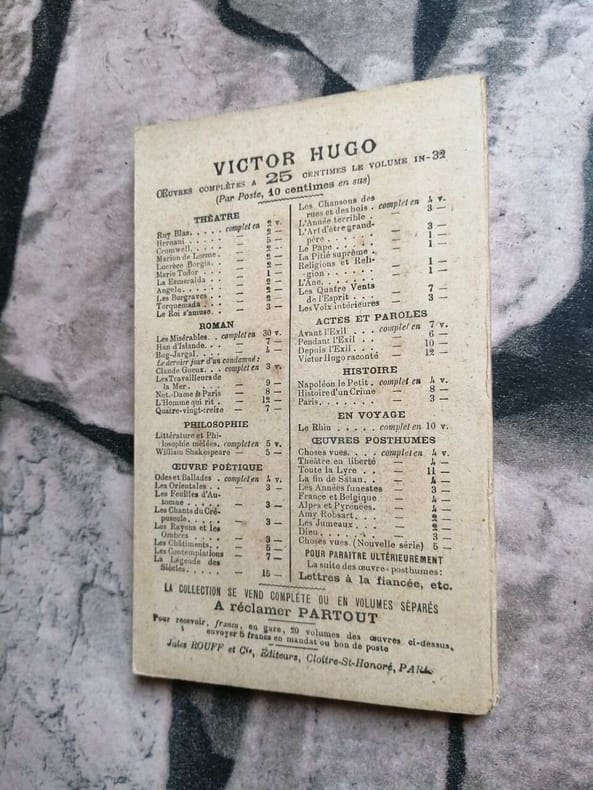 VICTOR HUGO
ŒUVRES COMPLÈTES A 25 CENTIMES LE VOLUME IN-32
(Par Poste, 10 centimes en sus)
THÉATRE
Ruy Blas. . . . . complet en 2 v.
Hernani . . . . . — 2 —
Cromwell. . . . . — 5 —
Marion de Lorme. . — 2 —
Lucrèce Borgia. . . — 2 —
Marie Tudor . . . — 2 —
La Esmeralda . . . — 1 —
Angelo. . . . . . — 2 —
Les Burgraves . . . — 2 —
Torquemada . . . — 2 —
Le Roi s'amuse. . . — 3 —
ROMAN
Les Misérables. . complet en 30 v.
Han d'Islande. . . — 7 —
Bug-Jargal. . . . — 4 —
Le dernier jour d'un condamné:
Claude Gueux. . . complet en 3 v.
Les Travailleurs de
la Mer. . . . . — 9 —
Not.-Dame de Paris — 8 —
L'Homme qui rit . — 12 —
Quatre-vingt-treize — 7 —
PHILOSOPHIE
Littérature et Phi-
losophie mêlées. complet en 5 v.
William Shakespeare — 5 —
ŒUVRE POÉTIQUE
Odes et Ballades . complet en 4 v.
Les Orientales . . — 3 —
Les Feuilles d'Au-
tomne . . . . . — 3 —
Les Chants du Cré-
puscule. . . . . — 3 —
Les Rayons et les
Ombres . . . . — 3 —
Les Châtiments. . — 5 —
Les Contemplations — 7 —
La Légende des
Siècles. . . . . — 15 —
Les Chansons des
rues et des bois . complet en 4 v.
L'Année terrible . — 3 —
L'Art d'être grand-
père. . . . . . — 3 —
Le Pape . . . . — 1 —
La Pitié suprême . — 1 —
Religions et Reli-
gion . . . . . . — 1 —
L'Âne. . . . . . — 3 —
Les Quatre Vents
de l'Esprit . . . — 7 —
Les Voix intérieures — 3 —
ACTES ET PAROLES
Avant l'Exil . . . complet en 7 v.
Pendant l'Exil . . — 6 —
Depuis l'Exil . . . — 10 —
Victor Hugo raconté — 12 —
HISTOIRE
Napoléon le Petit . complet en 4 v.
Histoire d'un Crime — 8 —
Paris. . . . . . . — 3 —
EN VOYAGE
Le Rhin . . . . . complet en 10 v.
ŒUVRES POSTHUMES
Choses vues. . . . complet en 4 v.
Théâtre en liberté — 4 —
Toute la Lyre . . — 11 —
La fin de Satan. . — 4 —
Les Années funestes — 3 —
France et Belgique — 4 —
Alpes et Pyrénées. — 4 —
Amy Robsart. . . — 2 —
Les Jumeaux. . . — 2 —
Dieu. . . . . . . — 3 —
Choses vues. (Nouvelle série) 5 —
POUR PARAITRE ULTÉRIEUREMENT
La suite des œuvres posthumes:
Lettres à la fiancée, etc.
LA COLLECTION SE VEND COMPLÈTE OU EN VOLUMES SÉPARÉS
A réclamer PARTOUT
Pour recevoir, franco, en gare, 20 volumes des œuvres ci-dessus,
envoyer 5 francs en mandat ou bon de poste
Jules ROUFF et Cie, Éditeurs, Cloître-St-Honoré, PARIS